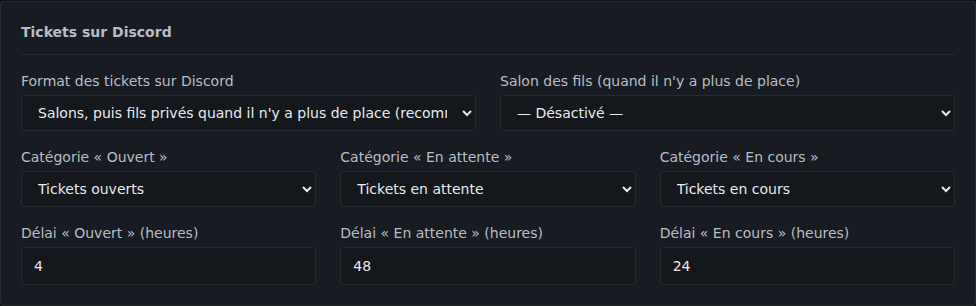 Tickets sur Discord
Format des tickets sur Discord
Salon des fils (quand il n'y a plus de place)
Salons, puis fils privés quand il n'y a plus de place (recom
— Désactivé —
Catégorie « Ouvert »
Catégorie « En attente »
Catégorie « En cours »
Tickets ouverts
Tickets en attente
Tickets en cours
Délai « Ouvert » (heures)
Délai « En attente » (heures)
Délai « En cours » (heures)
4
48
24